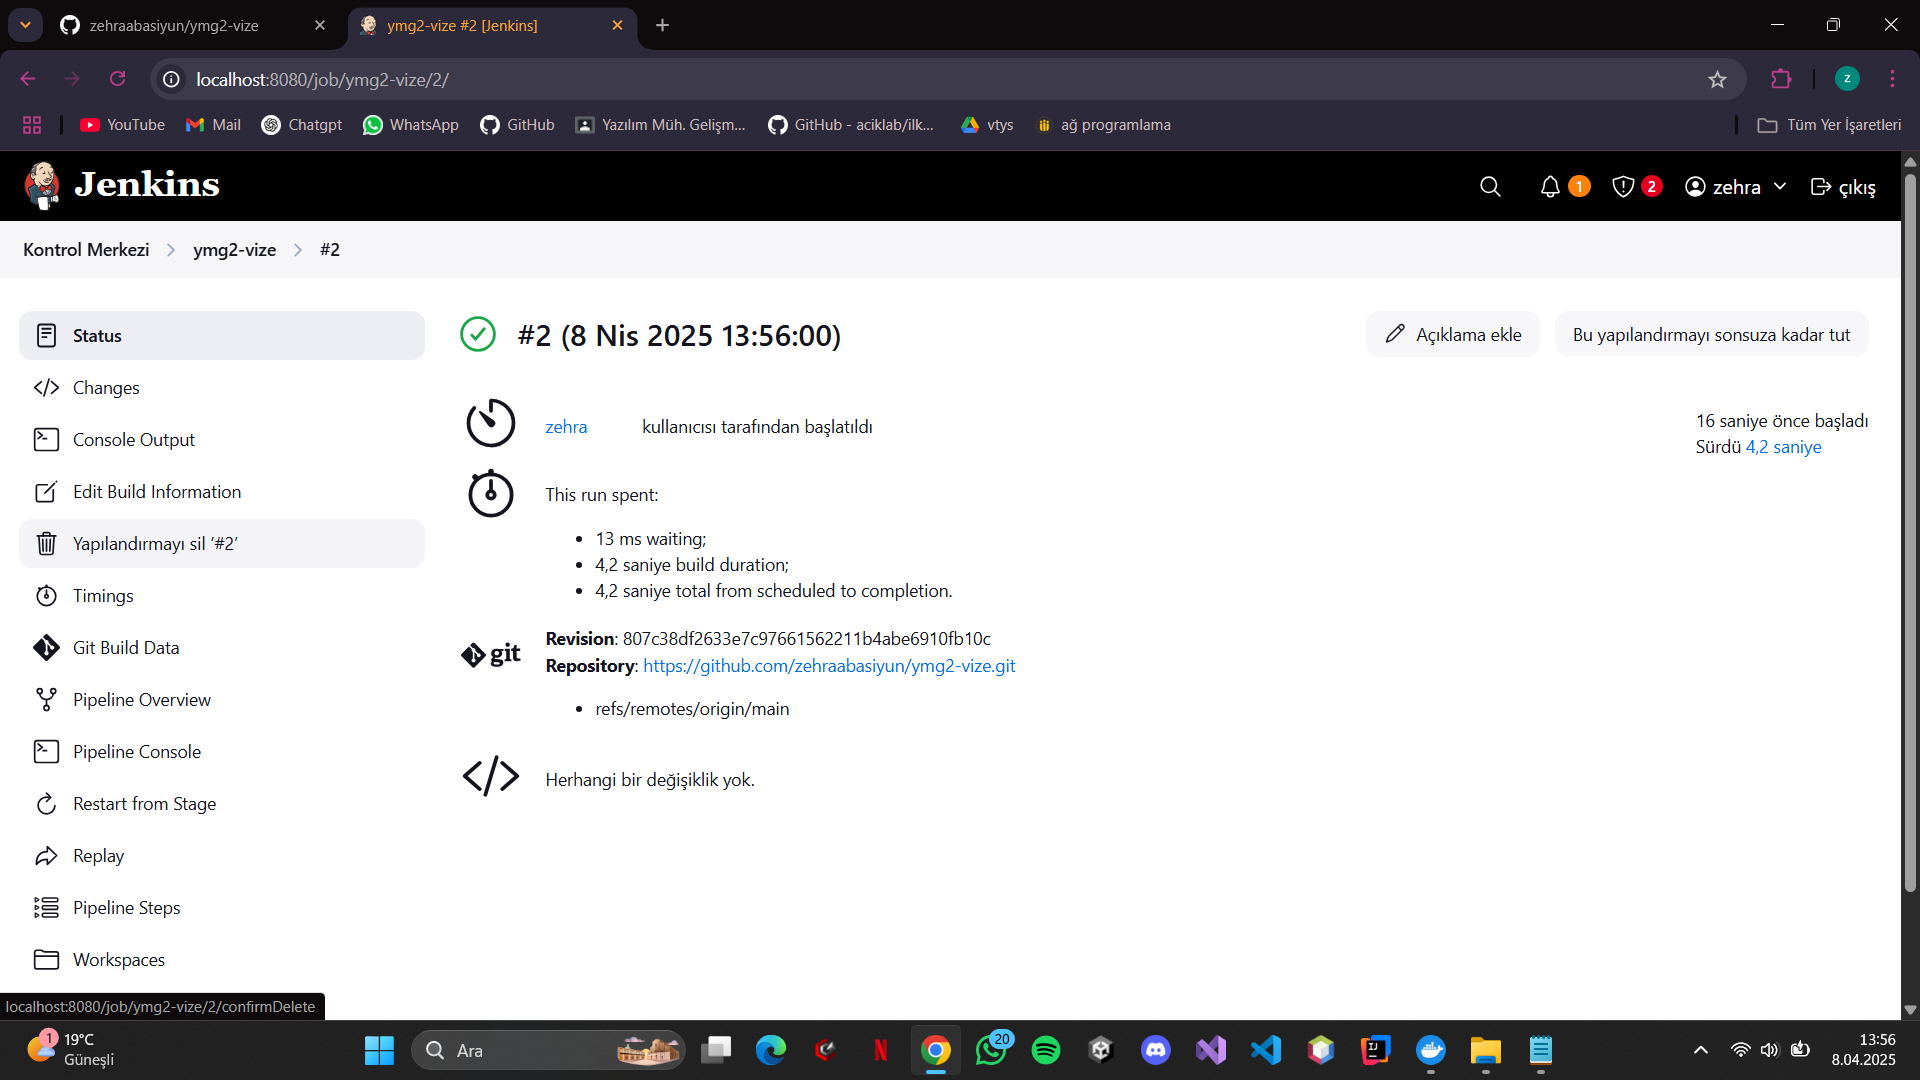 zehraabasiyun/ymg2-vize
ymg2-vize #2 [Jenkins]
localhost:8080/job/ymg2-vize/2/
z
YouTube
Mail
Chatgpt
WhatsApp
GitHub
Yazılım Müh. Gelişm...
GitHub - aciklab/ilk...
vtys
ağ programlama
Tüm Yer İşaretleri
Jenkins
1
2
zehra
çıkış
Kontrol Merkezi
ymg2-vize
#2
Status
Changes
Console Output
Edit Build Information
Yapılandırmayı sil ‘#2’
Timings
Git Build Data
Pipeline Overview
Pipeline Console
Restart from Stage
Replay
Pipeline Steps
Workspaces
#2 (8 Nis 2025 13:56:00)
Açıklama ekle
Bu yapılandırmayı sonsuza kadar tut
zehra kullanıcısı tarafından başlatıldı
16 saniye önce başladı
Sürdü 4,2 saniye
This run spent:
13 ms waiting;
4,2 saniye build duration;
4,2 saniye total from scheduled to completion.
git
Revision: 807c38df2633e7c97661562211b4abe6910fb10c
Repository: https://github.com/zehraabasiyun/ymg2-vize.git
refs/remotes/origin/main
Herhangi bir değişiklik yok.
localhost:8080/job/ymg2-vize/2/confirmDelete
1
19°C
Güneşli
Ara
20
13:56
8.04.2025